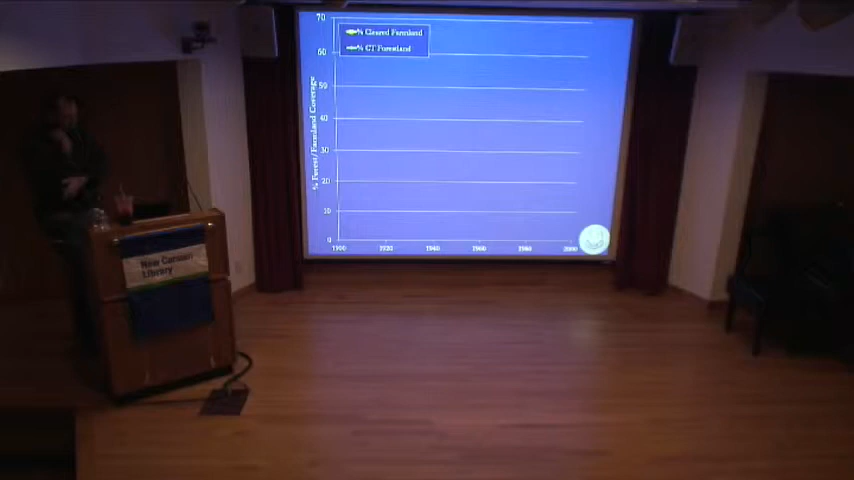 70
% Cleared Farmland
% CT Forestland
60
50
40
30
20
10
0
% Forest/Farmland Coverage
1900 1920 1940 1960 1980 2000
New Canaan
Library